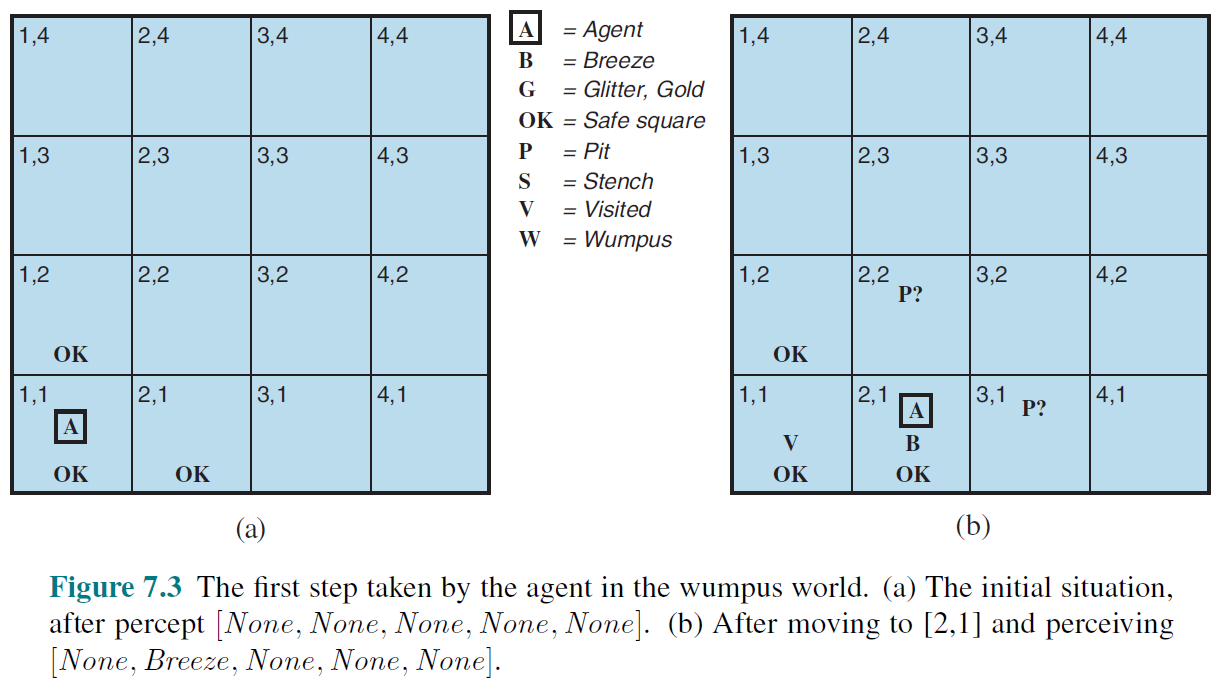 1,4 2,4 3,4 4,4
1,3 2,3 3,3 4,3
1,2 2,2 3,2 4,2
OK
1,1 2,1 3,1 4,1
A
OK OK
(a)
A = Agent
B = Breeze
G = Glitter, Gold
OK = Safe square
P = Pit
S = Stench
V = Visited
W = Wumpus
1,4 2,4 3,4 4,4
1,3 2,3 3,3 4,3
1,2 2,2 3,2 4,2
P?
OK
1,1 2,1 3,1 4,1
A P?
V B
OK OK
(b)
Figure 7.3 The first step taken by the agent in the wumpus world. (a) The initial situation,
after percept [None, None, None, None, None]. (b) After moving to [2,1] and perceiving
[None, Breeze, None, None, None].